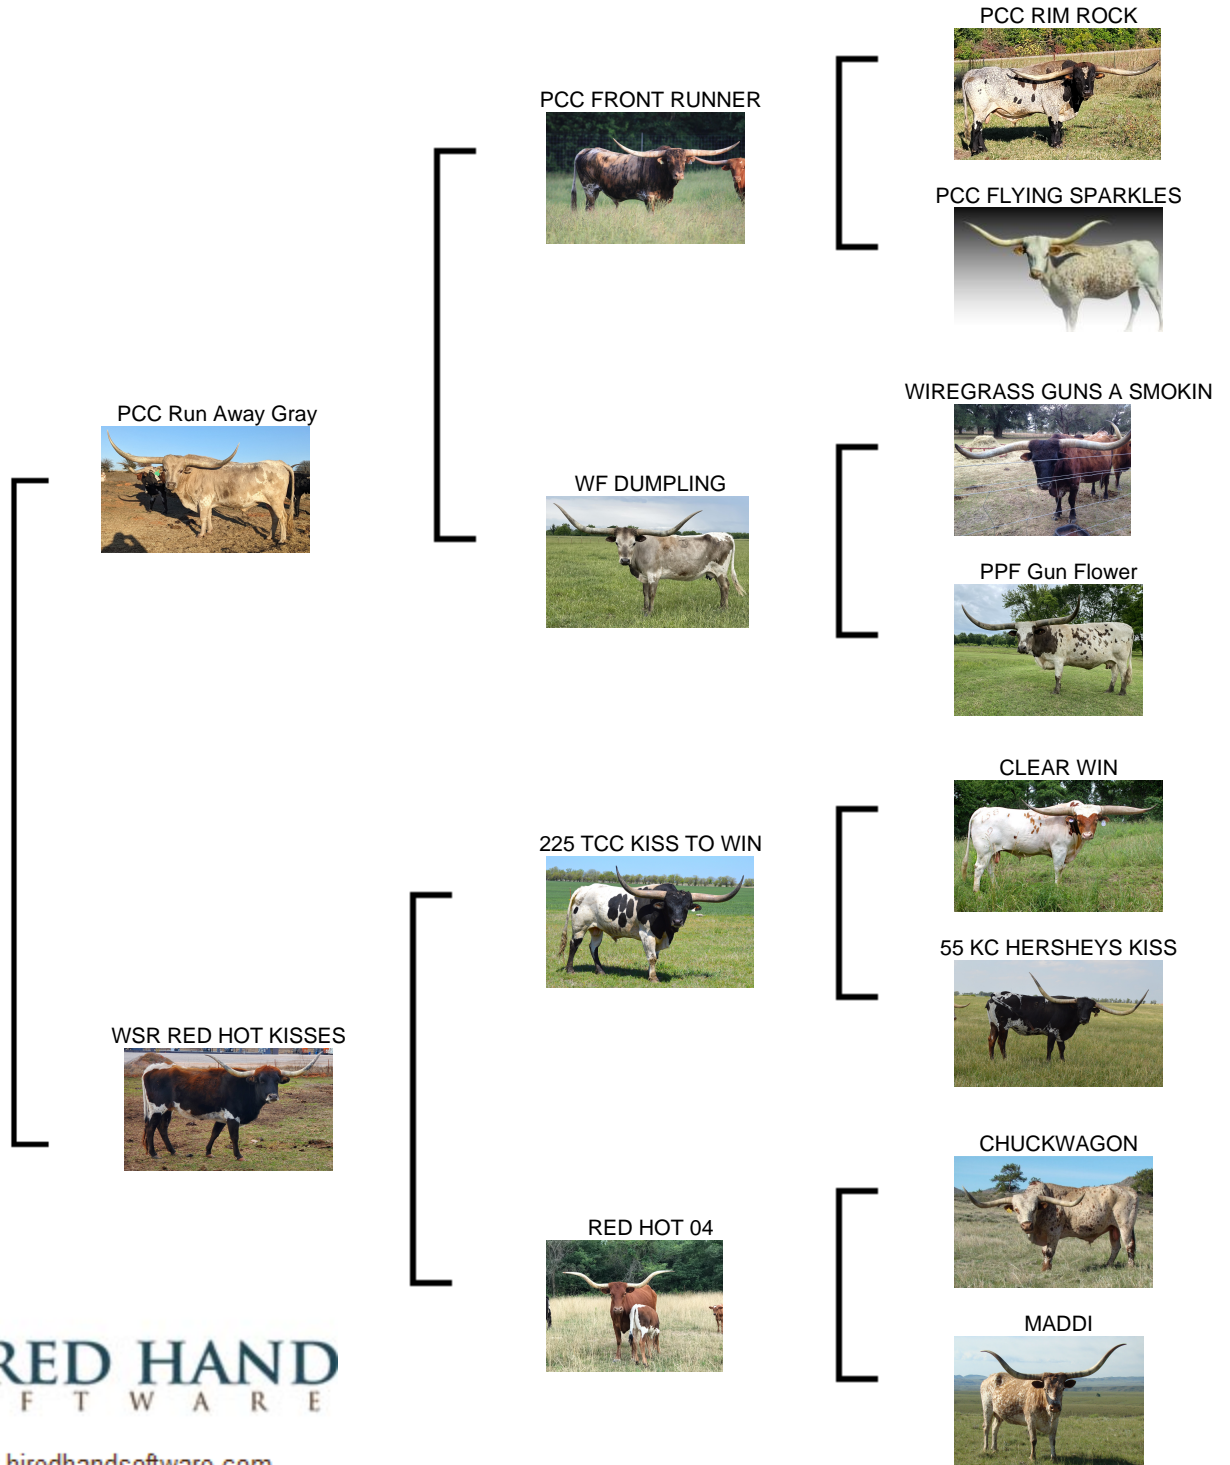 PCC RIM ROCK
PCC FRONT RUNNER
PCC FLYING SPARKLES
PCC Run Away Gray
WIREGRASS GUNS A SMOKIN
WF DUMPLING
PPF Gun Flower
CLEAR WIN
225 TCC KISS TO WIN
55 KC HERSHEYS KISS
WSR RED HOT KISSES
CHUCKWAGON
RED HOT 04
MADDI
RED HAND
F T W A R E
hiredhandsoftware.com